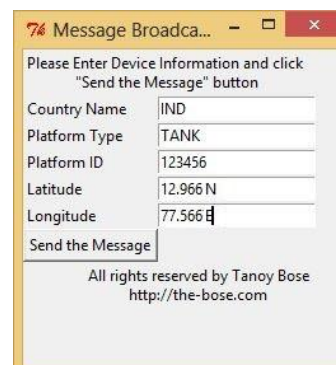 Message Broadca...
Please Enter Device Information and click
"Send the Message" button
Country Name IND
Platform Type TANK
Platform ID 123456
Latitude 12.966 N
Longitude 77.566 E
Send the Message
All rights reserved by Tanoy Bose
http://the-bose.com